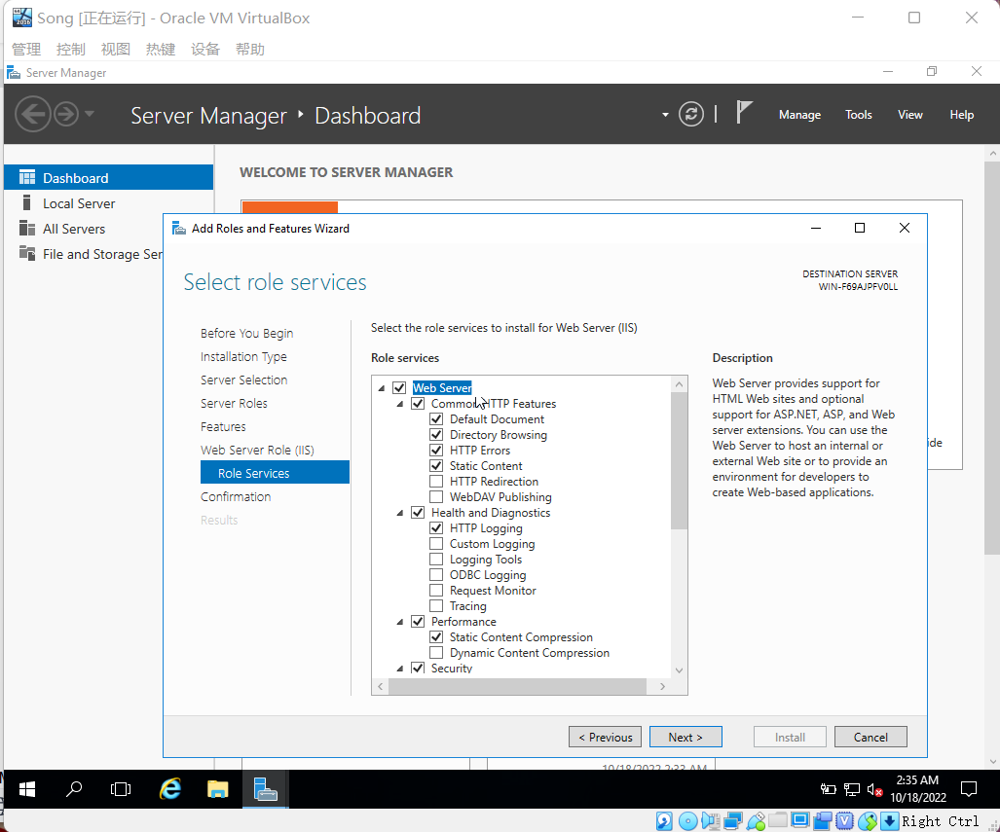 Song [正在运行] - Oracle VM VirtualBox
管理 控制 视图 热键 设备 帮助
Server Manager
Server Manager Dashboard
Manage Tools View Help
Dashboard
Local Server
All Servers
File and Storage Ser
WELCOME TO SERVER MANAGER
Add Roles and Features Wizard
Select role services
DESTINATION SERVER
WIN-F69AJPFV0LL
Before You Begin
Installation Type
Server Selection
Server Roles
Features
Web Server Role (IIS)
Role Services
Confirmation
Results
Select the role services to install for Web Server (IIS)
Role services
Web Server
Common HTTP Features
Default Document
Directory Browsing
HTTP Errors
Static Content
HTTP Redirection
WebDAV Publishing
Health and Diagnostics
HTTP Logging
Custom Logging
Logging Tools
ODBC Logging
Request Monitor
Tracing
Performance
Static Content Compression
Dynamic Content Compression
Security
Description
Web Server provides support for
HTML Web sites and optional
support for ASP.NET, ASP, and Web
server extensions. You can use the
Web Server to host an internal or
external Web site or to provide an
environment for developers to
create Web-based applications.
ide
< Previous Next > Install Cancel
10/18/2022 2:33 AM
2:35 AM
10/18/2022
Right Ctrl